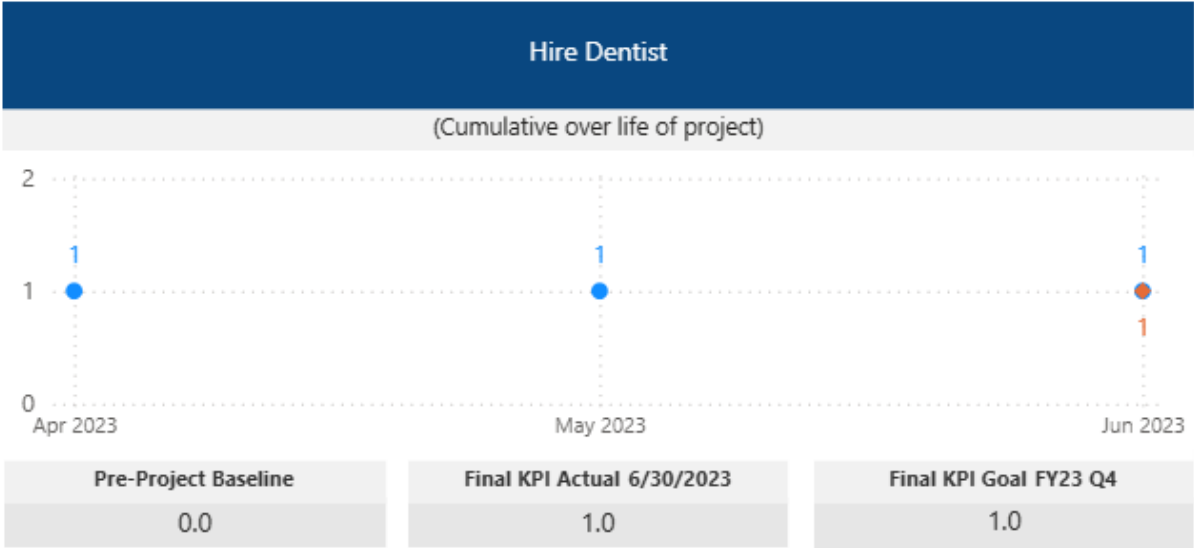 Hire Dentist
(Cumulative over life of project)
2
1 1 1
1
1
0
Apr 2023 May 2023 Jun 2023
Pre-Project Baseline Final KPI Actual 6/30/2023 Final KPI Goal FY23 Q4
0.0 1.0 1.0